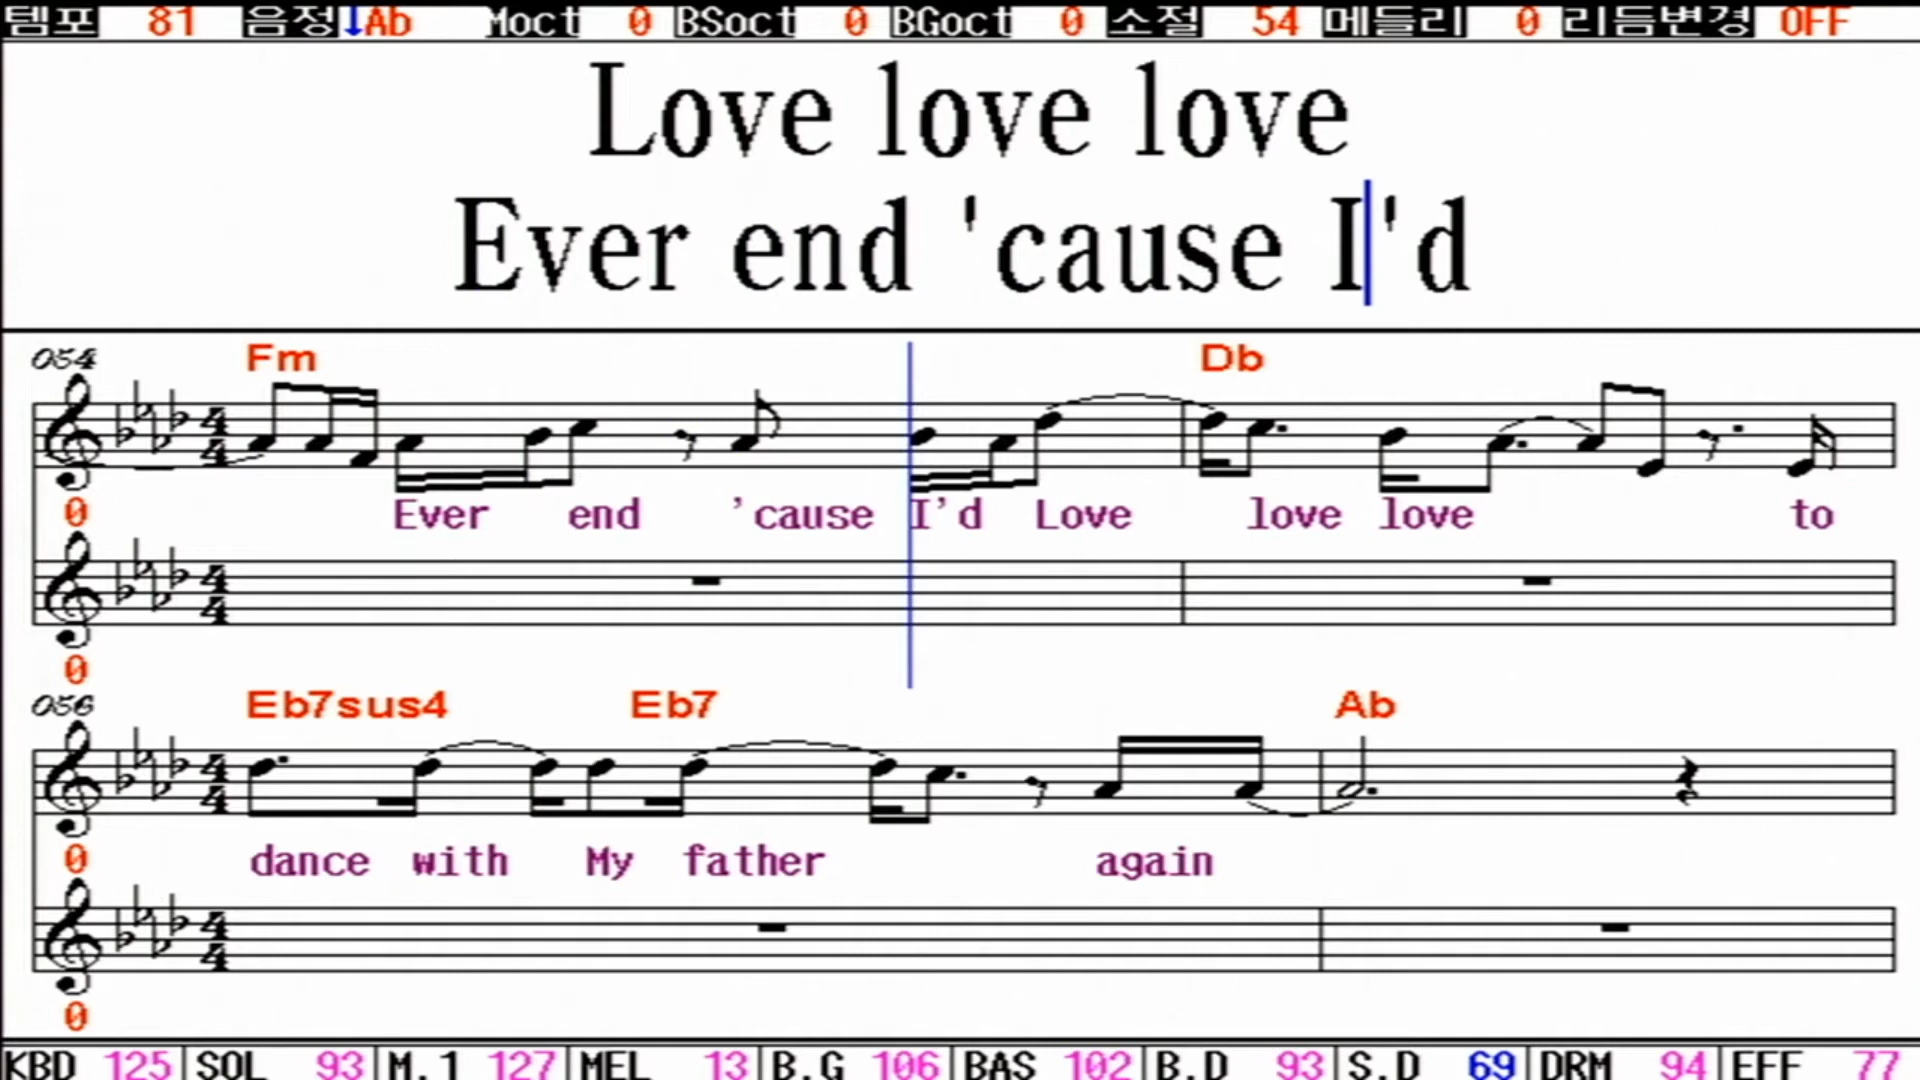 템포 81 음정↓Ab Moct 0 BSoct 0 BGoct 0 소절 54 메들리 0 리듬변경 OFF
Love love love
Ever end 'cause I'd
054 Fm Db
0 Ever end 'cause I'd Love love love to
0
056 Eb7sus4 Eb7 Ab
0 dance with My father again
0
KBD 125 SOL 93 M.1 127 MEL 13 B.G 106 BAS 102 B.D 93 S.D 69 DRM 94 EFF 77